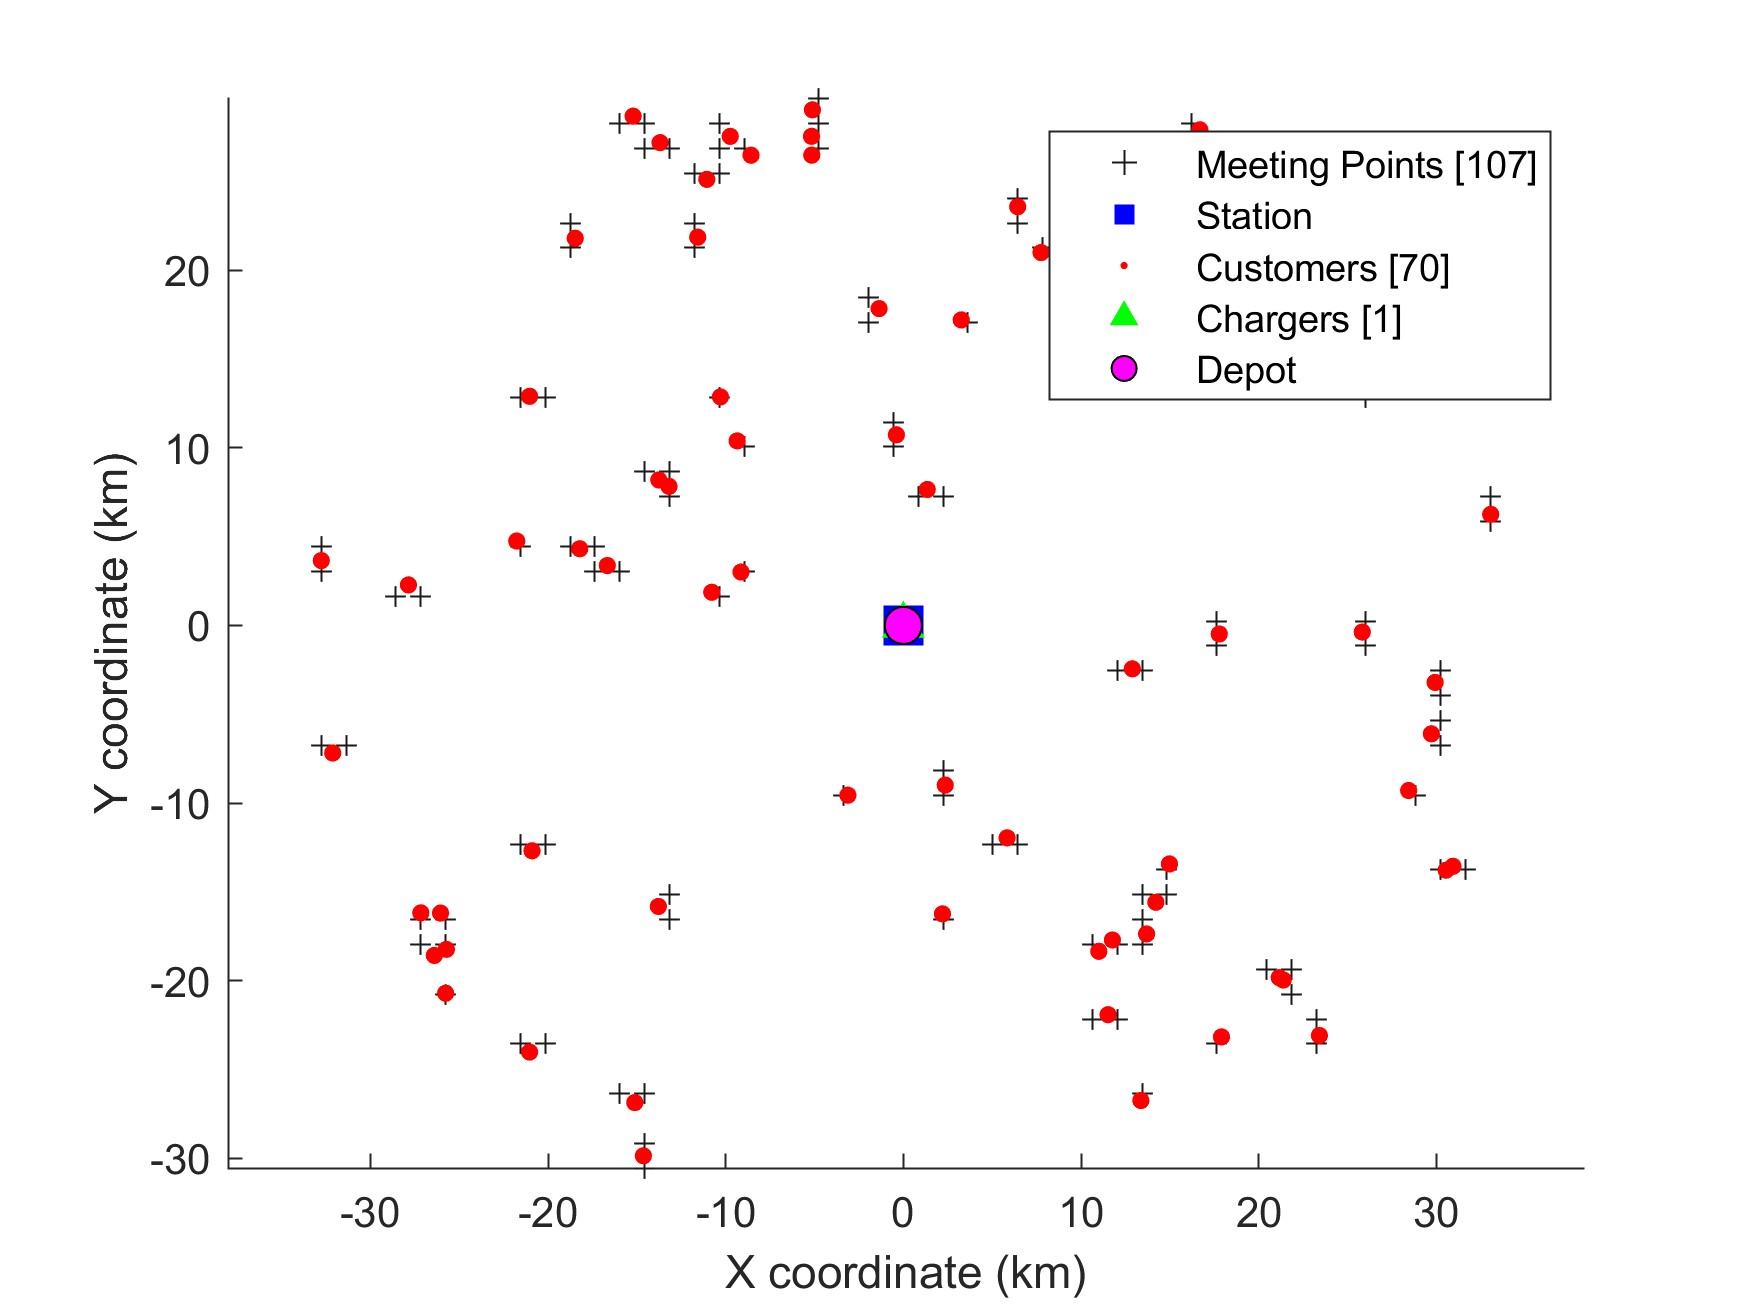 Meeting Points [107]
Station
Customers [70]
Chargers [1]
Depot
20
10
0
-10
-20
-30
Y coordinate (km)
-30
-20
-10
0
10
20
30
X coordinate (km)